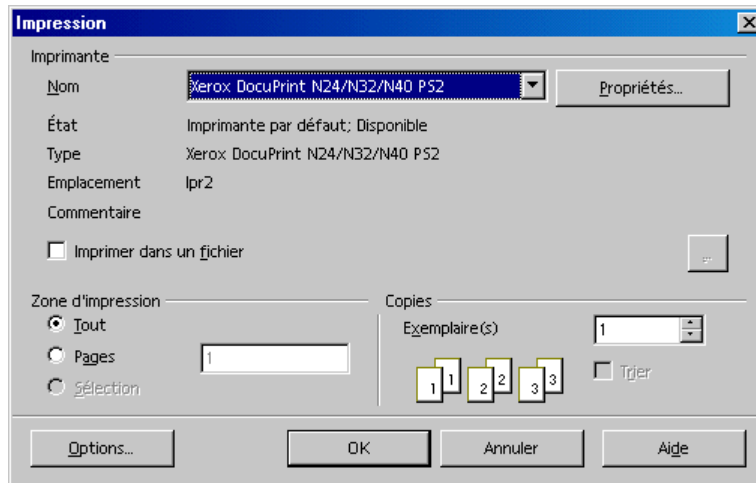 Impression
Imprimante
Nom Xerox DocuPrint N24/N32/N40 PS2 Propriétés...
État Imprimante par défaut; Disponible
Type Xerox DocuPrint N24/N32/N40 PS2
Emplacement lpr2
Commentaire
Imprimer dans un fichier ...
Zone d'impression Copies
Tout Exemplaire(s) 1
Pages 1
Sélection 1 1 2 2 3 3 Trier
Options... OK Annuler Aide